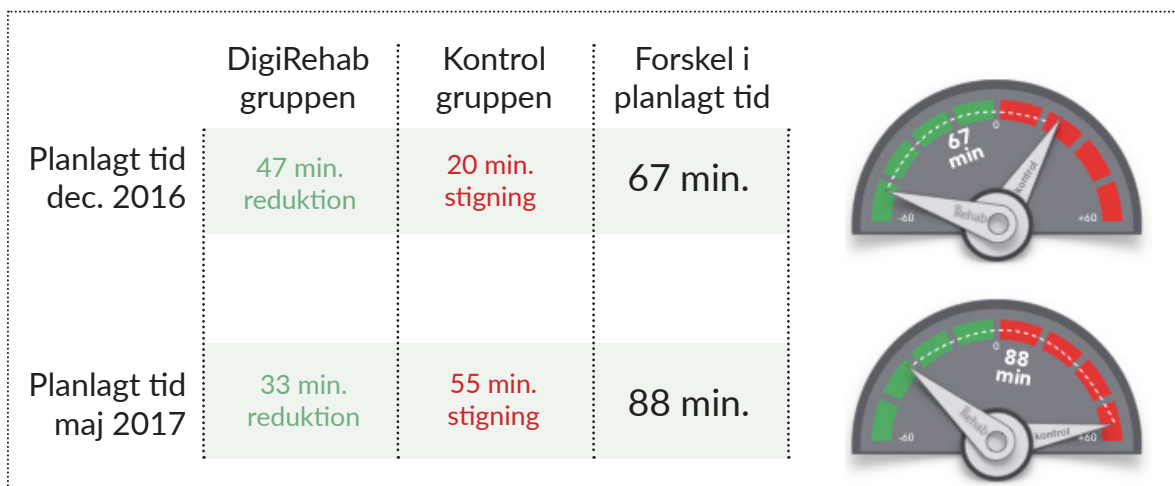 DigiRehab
gruppen
Kontrol
gruppen
Forskel i
planlagt tid
Planlagt tid
dec. 2016
47 min.
reduktion
20 min.
stigning
67 min.
Planlagt tid
maj 2017
33 min.
reduktion
55 min.
stigning
88 min.
0
67
min
kontrol
Rehab
-60
+60
0
88
min
Rehab
kontrol
-60
+60